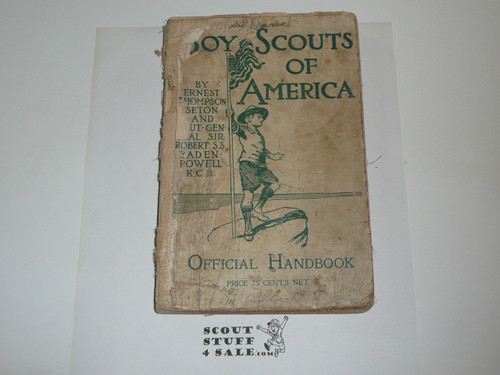 BOY SCOUTS
OF
AMERICA
BY
ERNEST
THOMPSON
SETON
AND
LIEUT-GEN
ERAL SIR
ROBERT S.S.
BADEN-
POWELL
K.C.B.
OFFICIAL HANDBOOK
PRICE 25 CENTS NET
SCOUT
STUFF
4 SALE.com